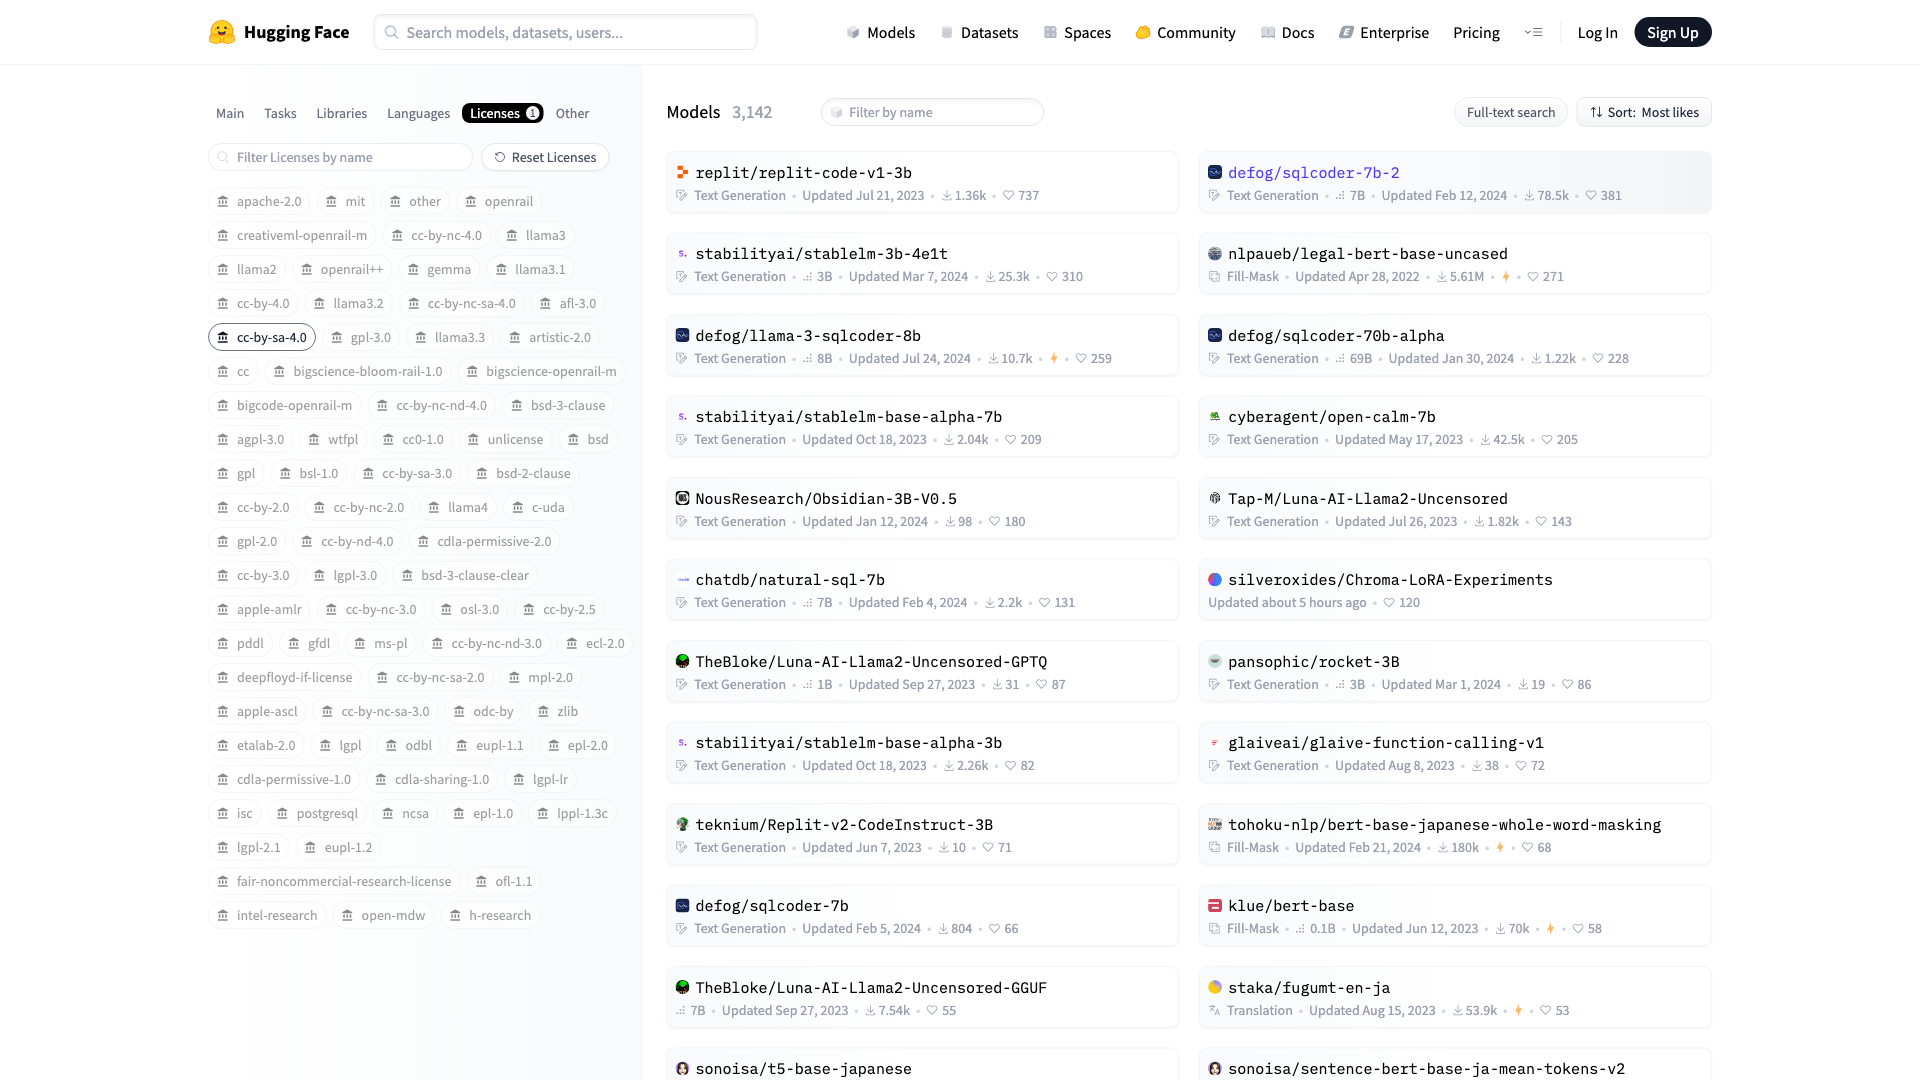 Hugging Face
Search models, datasets, users...
Models
Datasets
Spaces
Community
Docs
Enterprise
Pricing
Log In
Sign Up
Main Tasks Libraries Languages Licenses 1 Other
Filter Licenses by name
Reset Licenses
apache-2.0 mit other openrail
creativeml-openrail-m cc-by-nc-4.0 llama3
llama2 openrail++ gemma llama3.1
cc-by-4.0 llama3.2 cc-by-nc-sa-4.0 afl-3.0
cc-by-sa-4.0 gpl-3.0 llama3.3 artistic-2.0
cc bigscience-bloom-rail-1.0 bigscience-openrail-m
bigcode-openrail-m cc-by-nc-nd-4.0 bsd-3-clause
agpl-3.0 wtfpl cc0-1.0 unlicense bsd
gpl bsl-1.0 cc-by-sa-3.0 bsd-2-clause
cc-by-2.0 cc-by-nc-2.0 llama4 c-uda
gpl-2.0 cc-by-nd-4.0 cdla-permissive-2.0
cc-by-3.0 lgpl-3.0 bsd-3-clause-clear
apple-amlr cc-by-nc-3.0 osl-3.0 cc-by-2.5
pddl gfdl ms-pl cc-by-nc-nd-3.0 ecl-2.0
deepfloyd-if-license cc-by-nc-sa-2.0 mpl-2.0
apple-ascl cc-by-nc-sa-3.0 odc-by zlib
etalab-2.0 lgpl odbl eupl-1.1 epl-2.0
cdla-permissive-1.0 cdla-sharing-1.0 lgpl-lr
isc postgresql ncsa epl-1.0 lppl-1.3c
lgpl-2.1 eupl-1.2
fair-noncommercial-research-license ofl-1.1
intel-research open-mdw h-research
Models 3,142
Filter by name
Full-text search
Sort: Most likes
replit/replit-code-v1-3b
Text Generation • Updated Jul 21, 2023 • 1.36k • 737
defog/sqlcoder-7b-2
Text Generation • 7B • Updated Feb 12, 2024 • 78.5k • 381
stabilityai/stablelm-3b-4e1t
Text Generation • 3B • Updated Mar 7, 2024 • 25.3k • 310
nlpaueb/legal-bert-base-uncased
Fill-Mask • Updated Apr 28, 2022 • 5.61M • • 271
defog/llama-3-sqlcoder-8b
Text Generation • 8B • Updated Jul 24, 2024 • 10.7k • • 259
defog/sqlcoder-70b-alpha
Text Generation • 69B • Updated Jan 30, 2024 • 1.22k • 228
stabilityai/stablelm-base-alpha-7b
Text Generation • Updated Oct 18, 2023 • 2.04k • 209
cyberagent/open-calm-7b
Text Generation • Updated May 17, 2023 • 42.5k • 205
NousResearch/Obsidian-3B-V0.5
Text Generation • Updated Jan 12, 2024 • 98 • 180
Tap-M/Luna-AI-Llama2-Uncensored
Text Generation • Updated Jul 26, 2023 • 1.82k • 143
chatdb/natural-sql-7b
Text Generation • 7B • Updated Feb 4, 2024 • 2.2k • 131
silveroxides/Chroma-LoRA-Experiments
Updated about 5 hours ago • 120
TheBloke/Luna-AI-Llama2-Uncensored-GPTQ
Text Generation • 1B • Updated Sep 27, 2023 • 31 • 87
pansophic/rocket-3B
Text Generation • 3B • Updated Mar 1, 2024 • 19 • 86
stabilityai/stablelm-base-alpha-3b
Text Generation • Updated Oct 18, 2023 • 2.26k • 82
glaiveai/glaive-function-calling-v1
Text Generation • Updated Aug 8, 2023 • 38 • 72
teknium/Replit-v2-CodeInstruct-3B
Text Generation • Updated Jun 7, 2023 • 10 • 71
tohoku-nlp/bert-base-japanese-whole-word-masking
Fill-Mask • Updated Feb 21, 2024 • 180k • • 68
defog/sqlcoder-7b
Text Generation • Updated Feb 5, 2024 • 804 • 66
klue/bert-base
Fill-Mask • 0.1B • Updated Jun 12, 2023 • 70k • • 58
TheBloke/Luna-AI-Llama2-Uncensored-GGUF
7B • Updated Sep 27, 2023 • 7.54k • 55
staka/fugumt-en-ja
Translation • Updated Aug 15, 2023 • 53.9k • • 53
sonoisa/t5-base-japanese
sonoisa/sentence-bert-base-ja-mean-tokens-v2